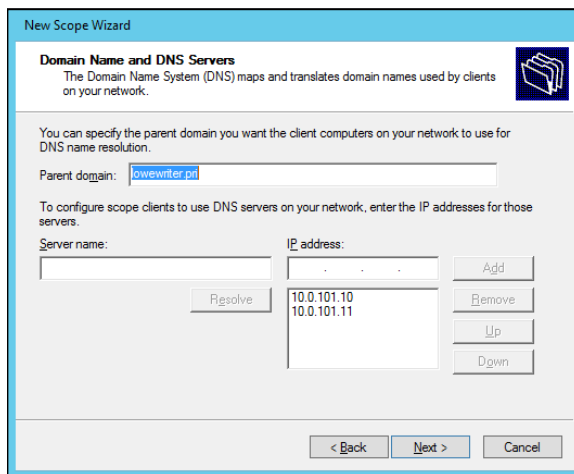 New Scope Wizard
Domain Name and DNS Servers
The Domain Name System (DNS) maps and translates domain names used by clients
on your network.
You can specify the parent domain you want the client computers on your network to use for
DNS name resolution.
Parent domain: lowewriter.pri
To configure scope clients to use DNS servers on your network, enter the IP addresses for those
servers.
Server name: IP address:
. . . Add
Resolve 10.0.101.10 Remove
10.0.101.11
Up
Down
< Back Next > Cancel